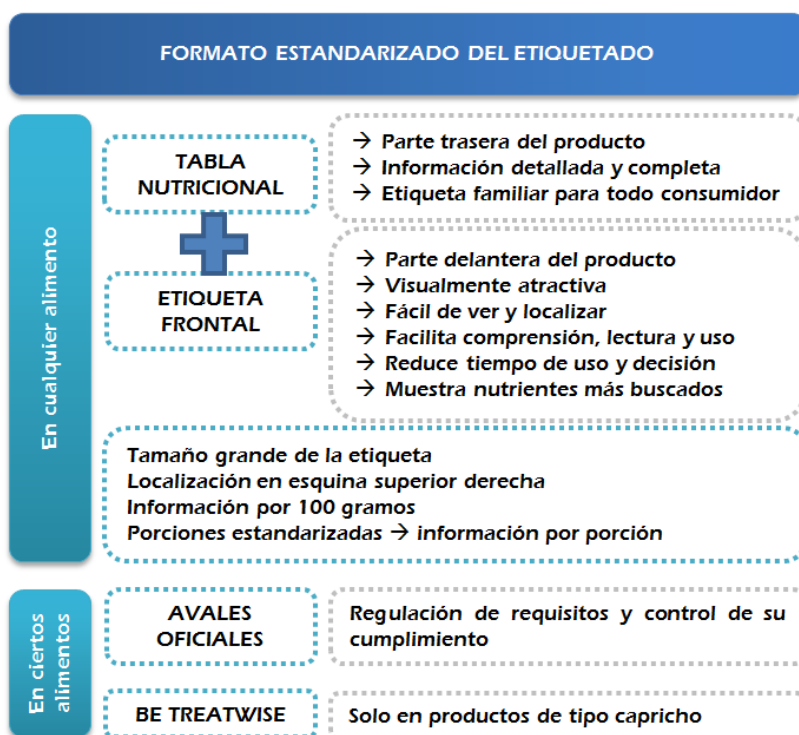 FORMATO ESTANDARIZADO DEL ETIQUETADO
En cualquier alimento
TABLA
NUTRICIONAL
→ Parte trasera del producto
→ Información detallada y completa
→ Etiqueta familiar para todo consumidor
ETIQUETA
FRONTAL
→ Parte delantera del producto
→ Visualmente atractiva
→ Fácil de ver y localizar
→ Facilita comprensión, lectura y uso
→ Reduce tiempo de uso y decisión
→ Muestra nutrientes más buscados
Tamaño grande de la etiqueta
Localización en esquina superior derecha
Información por 100 gramos
Porciones estandarizadas → información por porción
En ciertos
alimentos
AVALES
OFICIALES
Regulación de requisitos y control de su
cumplimiento
BE TREATWISE
Solo en productos de tipo capricho